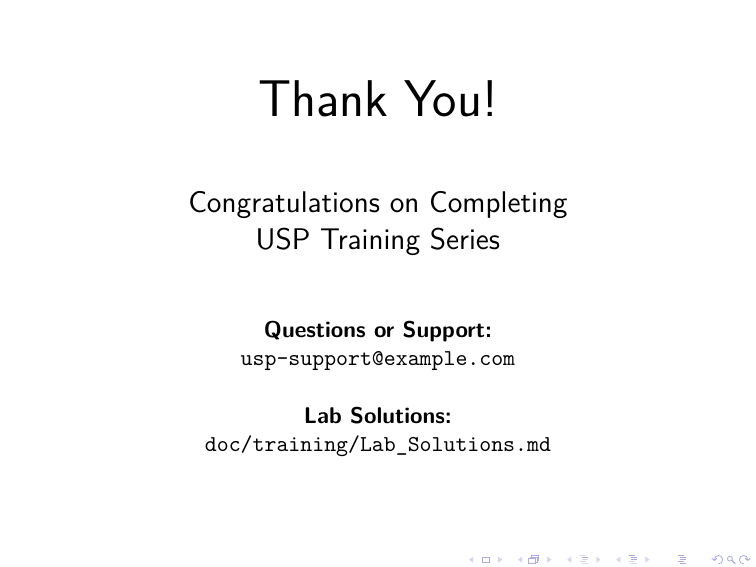 Thank You!
Congratulations on Completing
USP Training Series
Questions or Support:
usp-support@example.com
Lab Solutions:
doc/training/Lab_Solutions.md